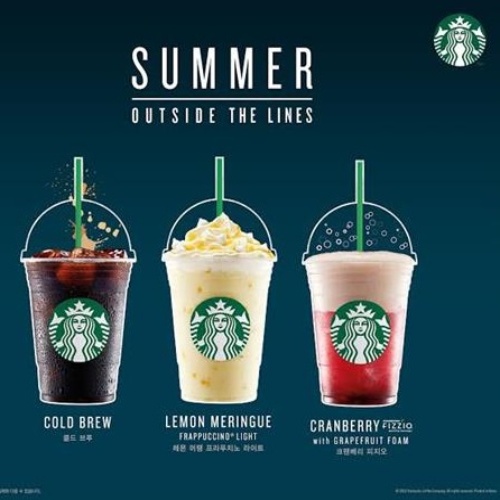 SUMMER
OUTSIDE THE LINES
COLD BREW
콜드 브루
LEMON MERINGUE
FRAPPUCCINO® LIGHT
레몬 머랭 프라푸치노 라이트
CRANBERRY FIZZIO
with GRAPEFRUIT FOAM
크랜베리 피지오